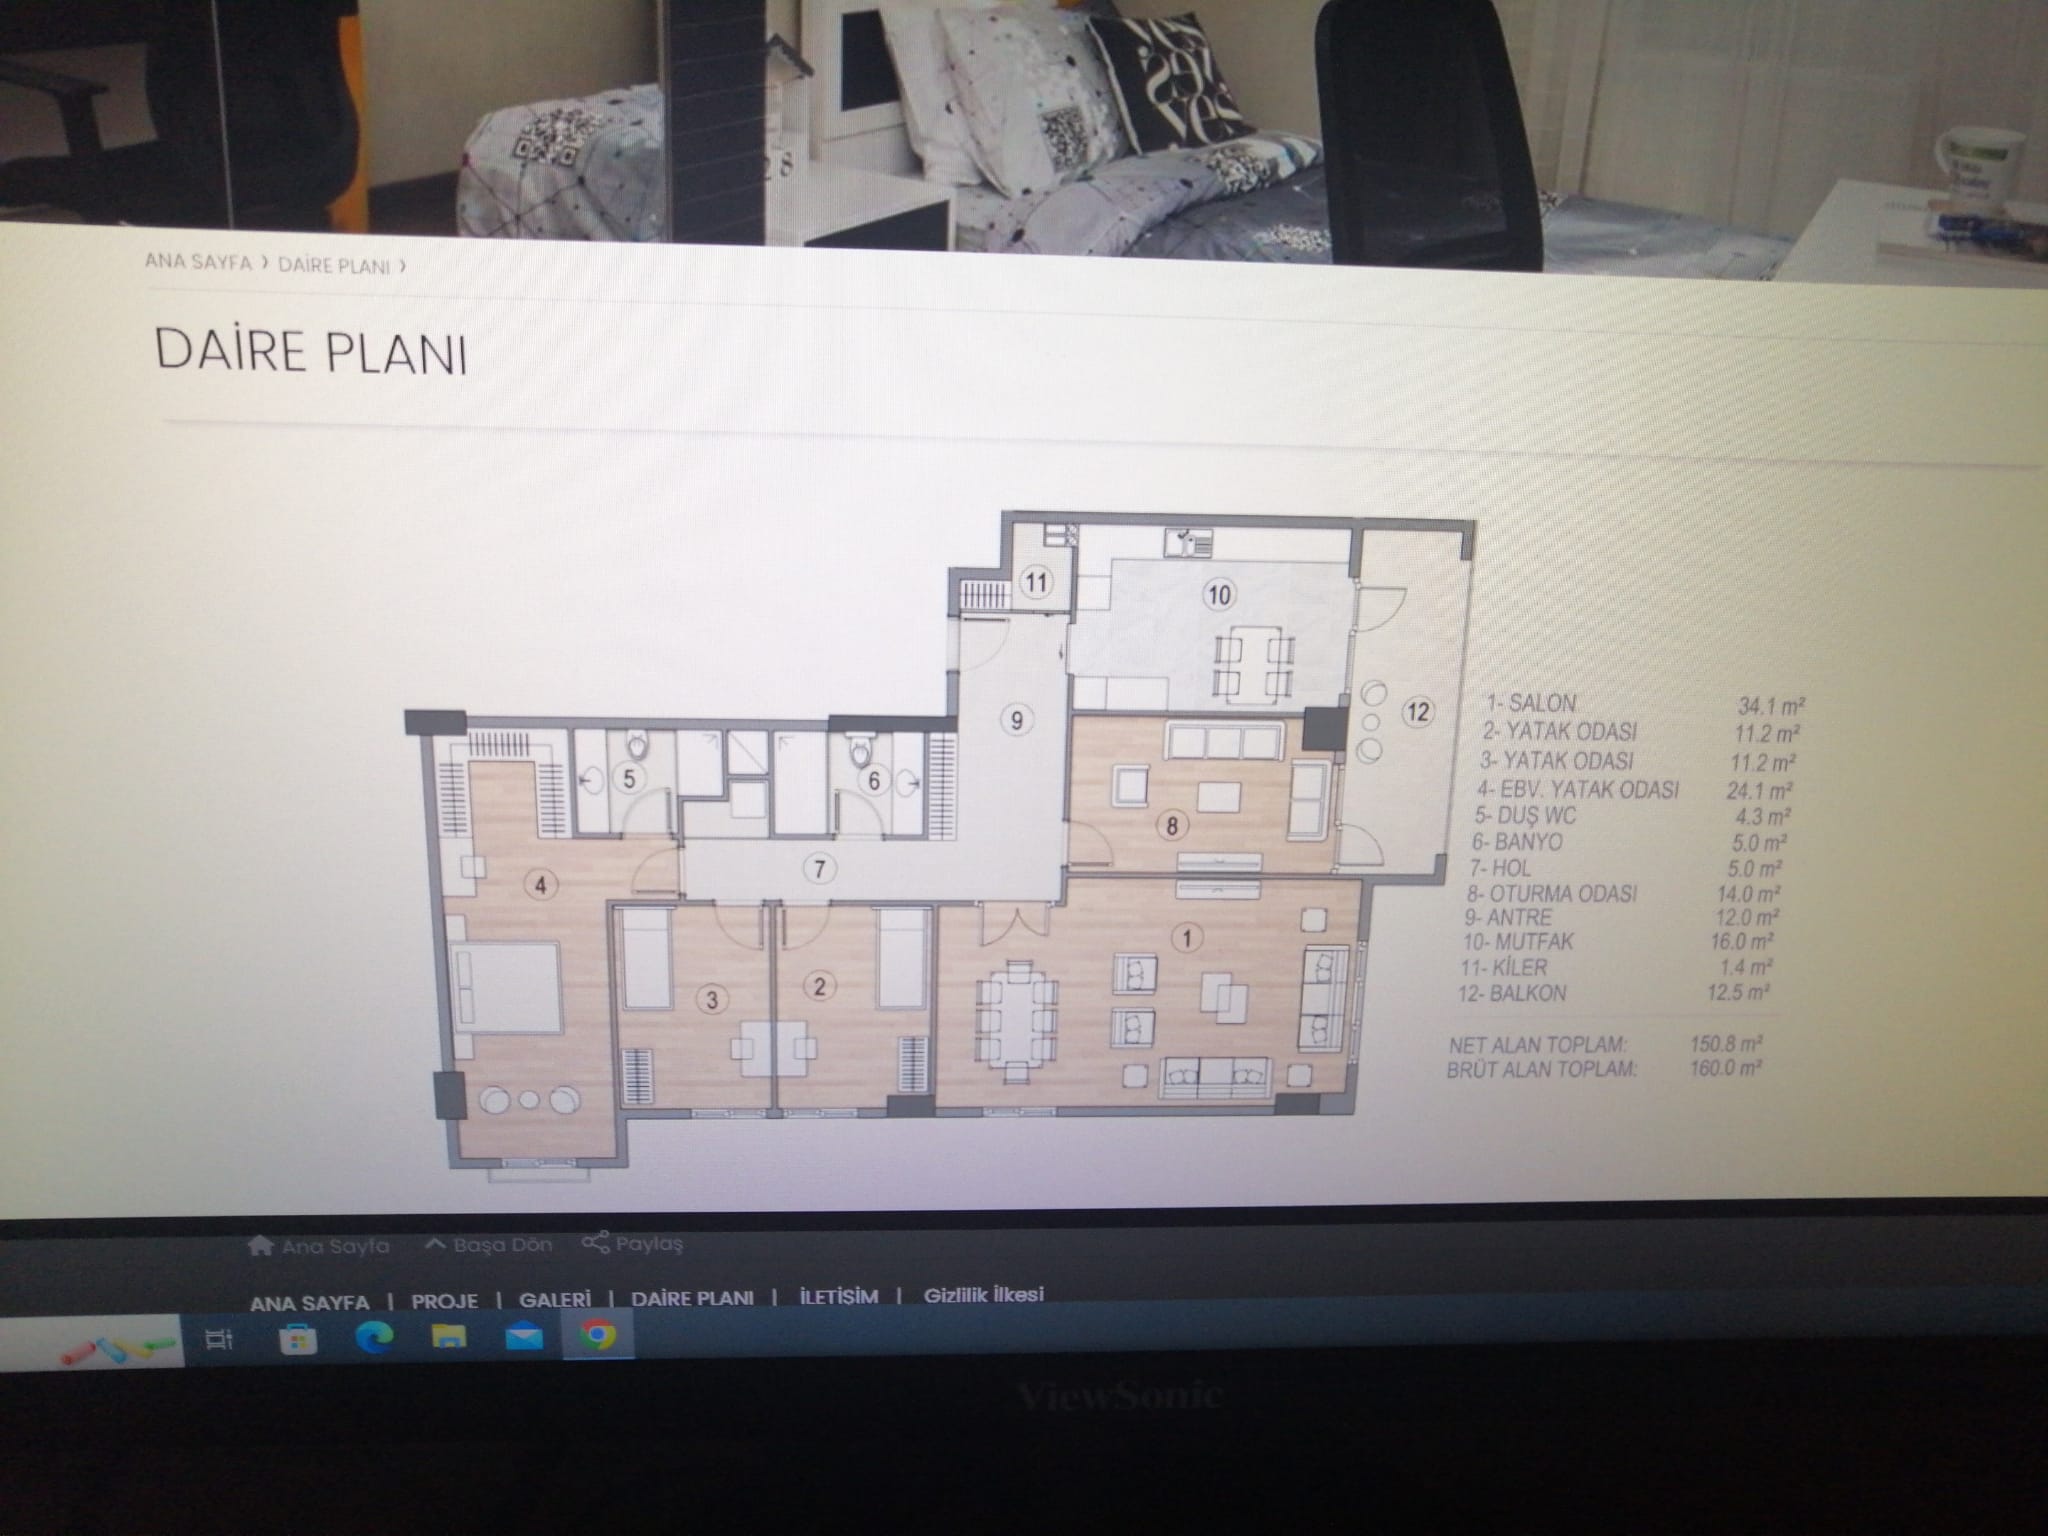 ANA SAYFA > DAİRE PLANI >
DAİRE PLANI
11
10
9
12
5
6
8
7
4
1
3
2
1- SALON 34.1 m²
2- YATAK ODASI 11.2 m²
3- YATAK ODASI 11.2 m²
4- EBV. YATAK ODASI 24.1 m²
5- DUŞ WC 4.3 m²
6- BANYO 5.0 m²
7- HOL 5.0 m²
8- OTURMA ODASI 14.0 m²
9- ANTRE 12.0 m²
10- MUTFAK 16.0 m²
11- KİLER 1.4 m²
12- BALKON 12.5 m²
NET ALAN TOPLAM: 150.8 m²
BRÜT ALAN TOPLAM: 160.0 m²
Ana Sayfa Başa Dön Paylaş
ANA SAYFA | PROJE | GALERİ | DAİRE PLANI | İLETİŞİM | Gizlilik İlkesi
ViewSonic